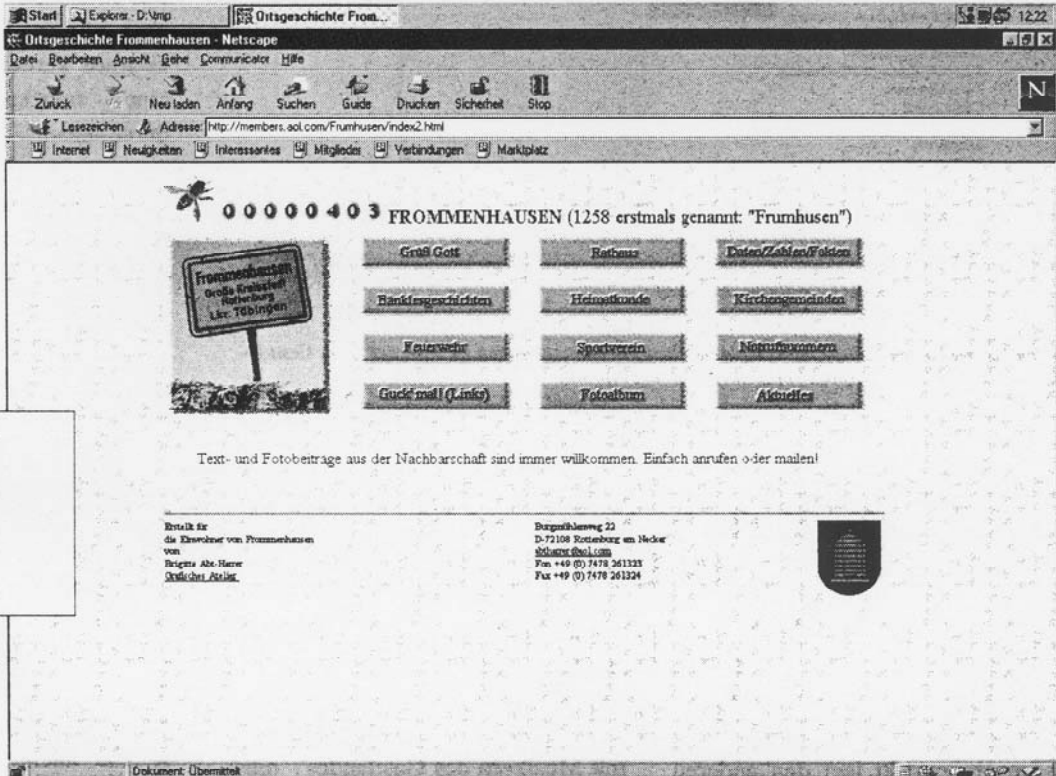 Start Explorer - D:\tmp Ortsgeschichte From... 12:22
Ortsgeschichte Frommenhausen - Netscape
Datei Bearbeiten Ansicht Gehe Communicator Hilfe
Zurück Neu laden Anfang Suchen Guide Drucken Sicherheit Stop
N
Lesezeichen Adresse: http://members.aol.com/Frumhusen/index2.html
Internet Neuigkeiten Interessantes Mitglieder Verbindungen Marktplatz
00000403 FROMMENHAUSEN (1258 erstmals genannt: "Frumhusen")
Frommenhausen
Große Kreisstadt
Rottenburg
Lkr. Tübingen
Grüß Gott Rathaus Daten/Zahlen/Fakten
Bänklesgeschichten Heimatkunde Kirchengemeinden
Feuerwehr Sportverein Notrufnummern
Guck' mal! (Links) Fotoalbum Aktuelles
Text- und Fotobeiträge aus der Nachbarschaft sind immer willkommen. Einfach anrufen oder mailen!
Erstellt für
die Einwohner von Frommenhausen
von
Brigitte Abt-Harrer
Grafisches Atelier
Burgmühlenweg 22
D-72108 Rottenburg am Neckar
Fon +49 (0) 7478 261323
Fax +49 (0) 7478 261324
Dokument: Übermittelt